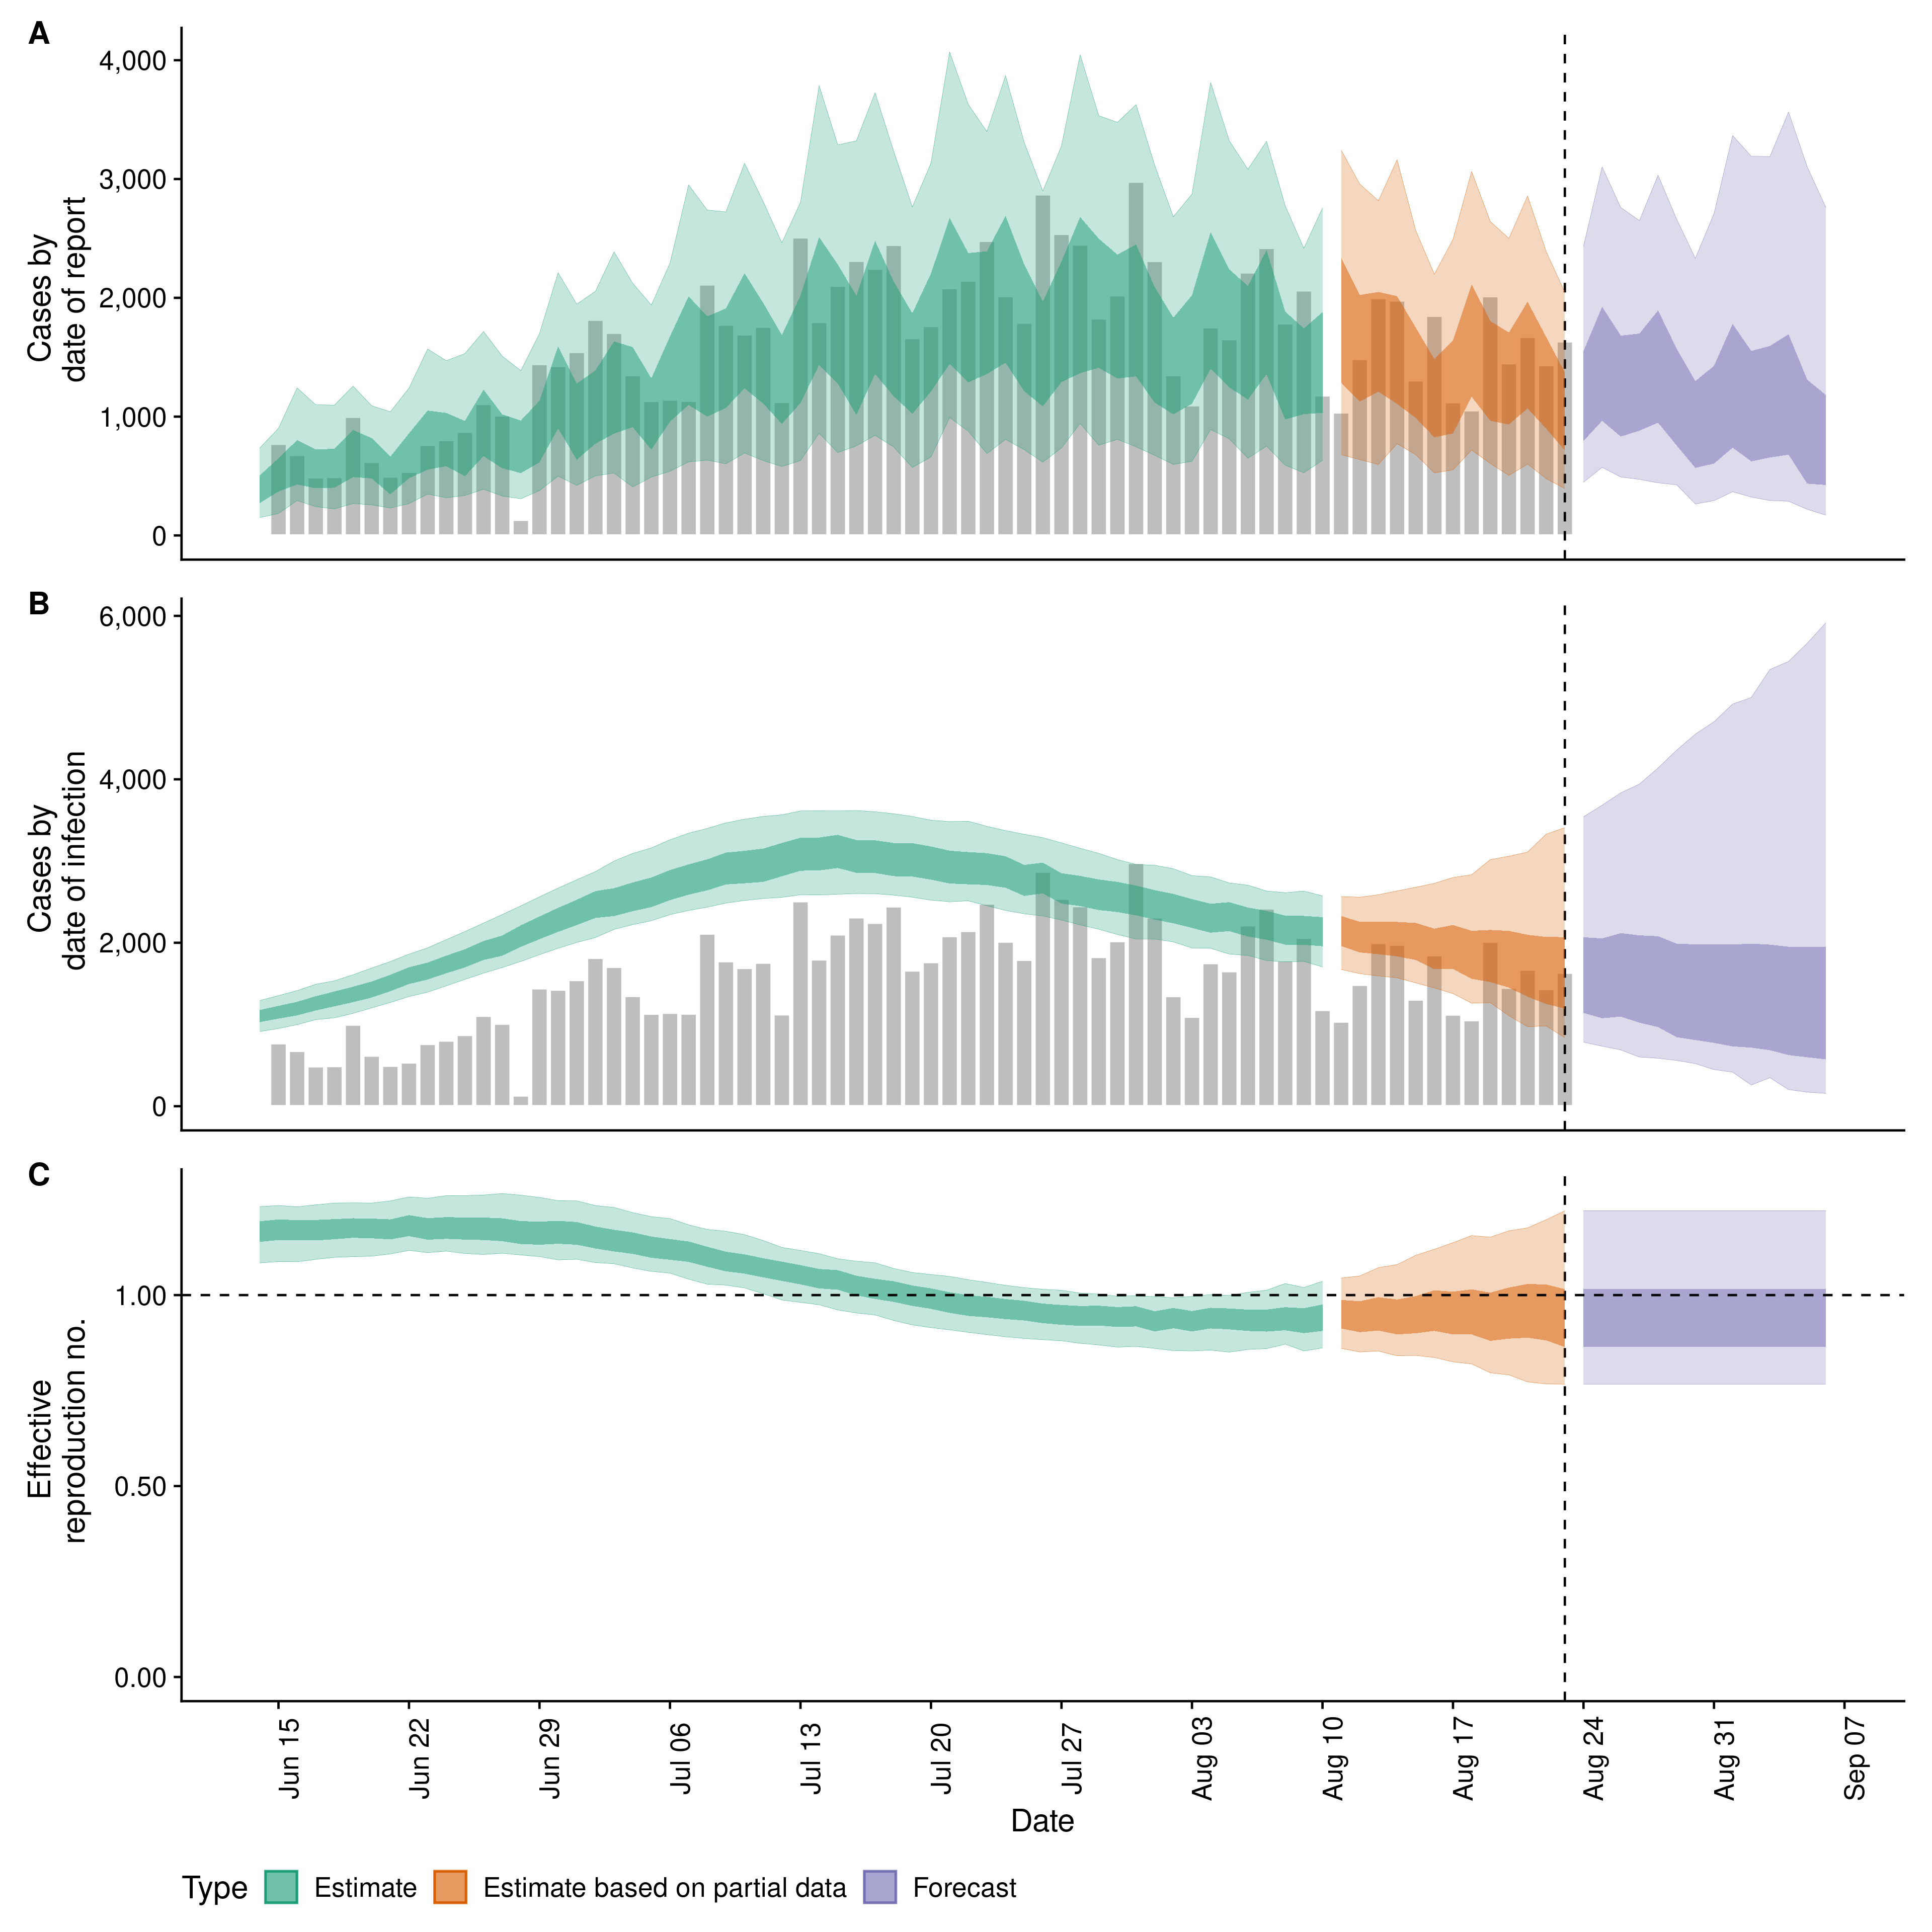 A
Cases by
date of report
4,000
3,000
2,000
1,000
0
B
Cases by
date of infection
6,000
4,000
2,000
0
C
Effective
reproduction no.
1.00
0.50
0.00
Jun 15
Jun 22
Jun 29
Jul 06
Jul 13
Jul 20
Jul 27
Aug 03
Aug 10
Aug 17
Aug 24
Aug 31
Sep 07
Date
Type Estimate Estimate based on partial data Forecast